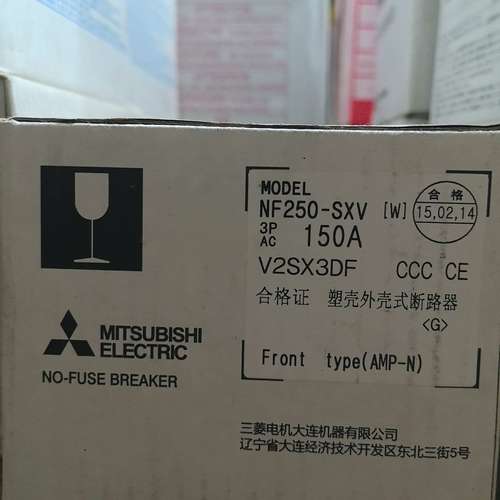 MODEL
NF250-SXV [W]
3P
AC 150A
合格
15,02,14
V2SX3DF CCC CE
合格证 塑壳外壳式断路器
<G>
Front type(AMP-N)
MITSUBISHI
ELECTRIC
NO-FUSE BREAKER
三菱电机大连机器有限公司
辽宁省大连经济技术开发区东北三街5号